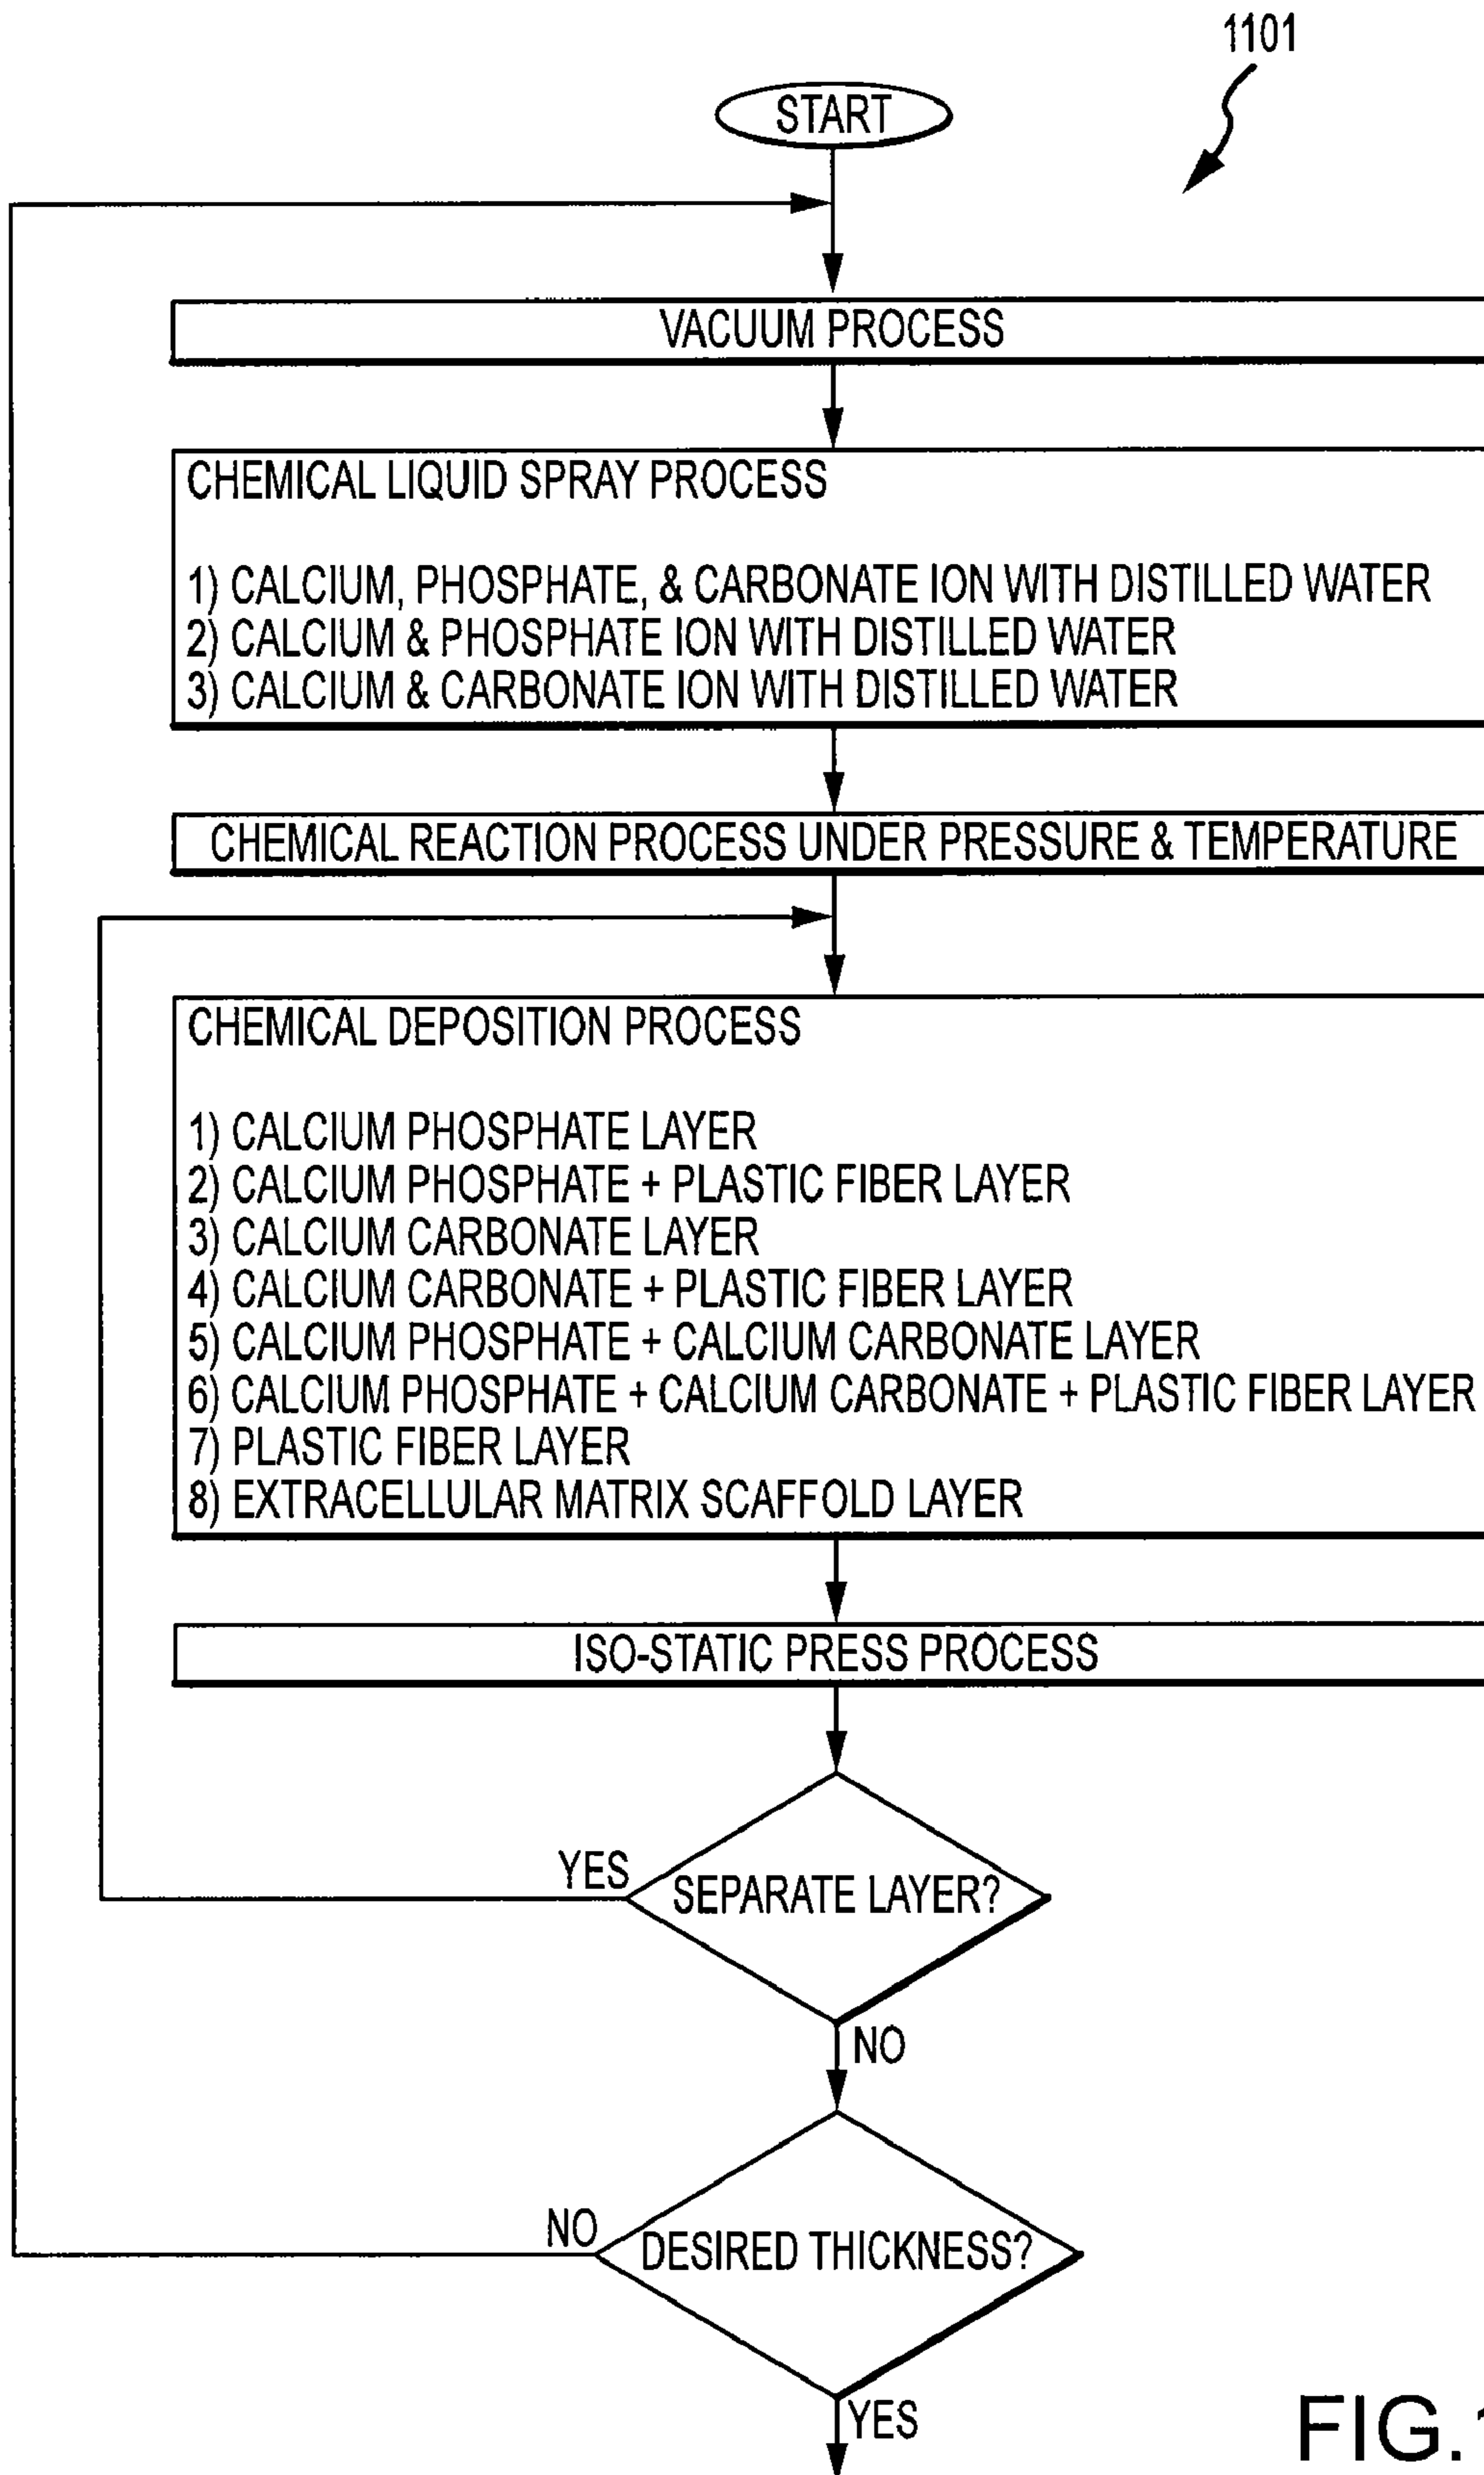 1101
START
VACUUM PROCESS
CHEMICAL LIQUID SPRAY PROCESS
1) CALCIUM, PHOSPHATE, & CARBONATE ION WITH DISTILLED WATER
2) CALCIUM & PHOSPHATE ION WITH DISTILLED WATER
3) CALCIUM & CARBONATE ION WITH DISTILLED WATER
CHEMICAL REACTION PROCESS UNDER PRESSURE & TEMPERATURE
CHEMICAL DEPOSITION PROCESS
1) CALCIUM PHOSPHATE LAYER
2) CALCIUM PHOSPHATE + PLASTIC FIBER LAYER
3) CALCIUM CARBONATE LAYER
4) CALCIUM CARBONATE + PLASTIC FIBER LAYER
5) CALCIUM PHOSPHATE + CALCIUM CARBONATE LAYER
6) CALCIUM PHOSPHATE + CALCIUM CARBONATE + PLASTIC FIBER LAYER
7) PLASTIC FIBER LAYER
8) EXTRACELLULAR MATRIX SCAFFOLD LAYER
ISO-STATIC PRESS PROCESS
YES
SEPARATE LAYER?
NO
NO
DESIRED THICKNESS?
YES
FIG.